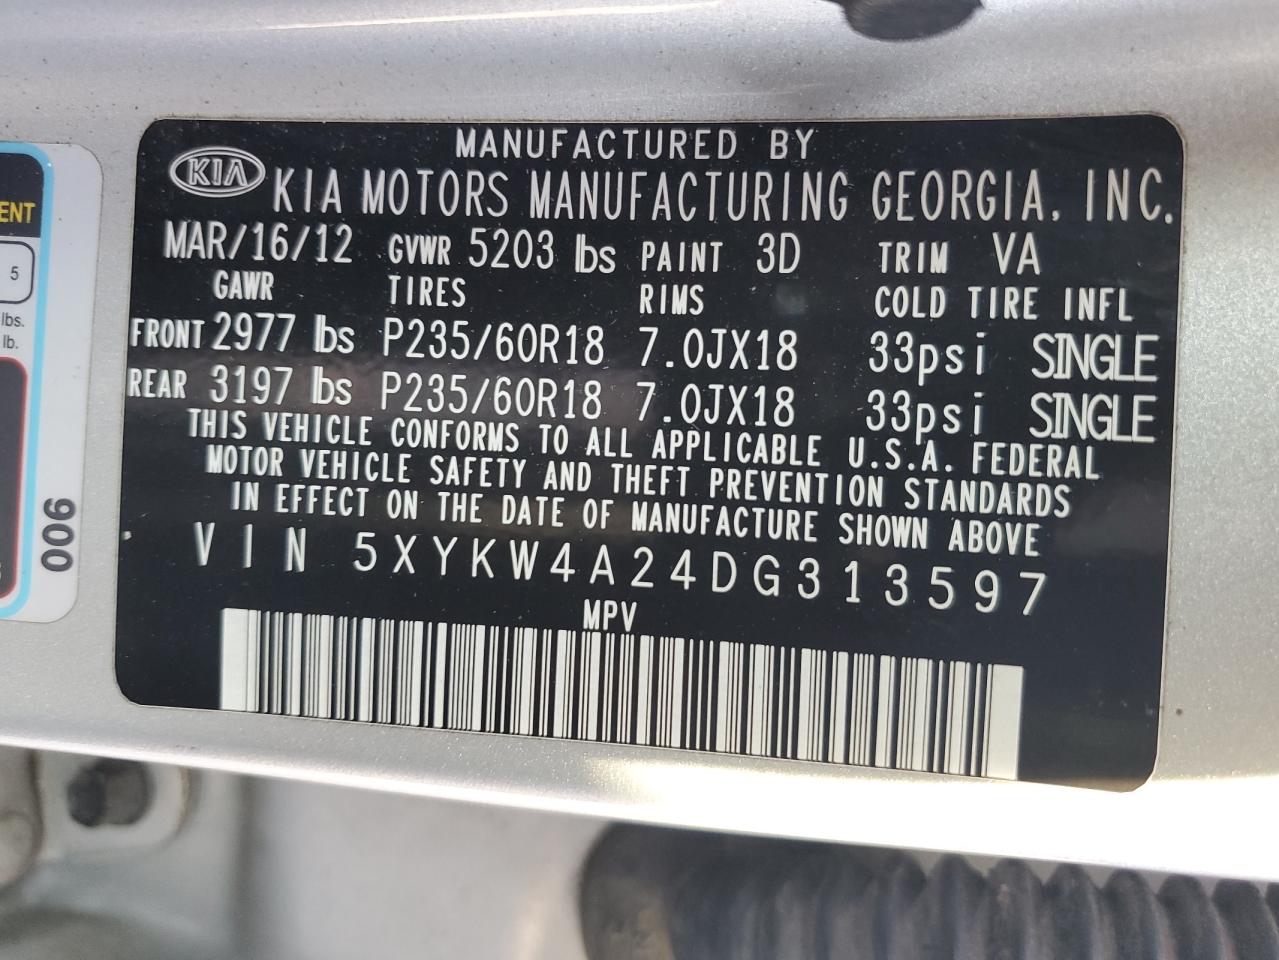 MANUFACTURED BY
KIA KIA MOTORS MANUFACTURING GEORGIA, INC.
MAR/16/12 GVWR 5203 lbs PAINT 3D TRIM VA
GAWR TIRES RIMS COLD TIRE INFL
FRONT 2977 lbs P235/60R18 7.0JX18 33psi SINGLE
REAR 3197 lbs P235/60R18 7.0JX18 33psi SINGLE
THIS VEHICLE CONFORMS TO ALL APPLICABLE U.S.A. FEDERAL
MOTOR VEHICLE SAFETY AND THEFT PREVENTION STANDARDS
IN EFFECT ON THE DATE OF MANUFACTURE SHOWN ABOVE
VIN 5XYKW4A24DG313597
MPV
ENT
5
lbs.
lb.
006